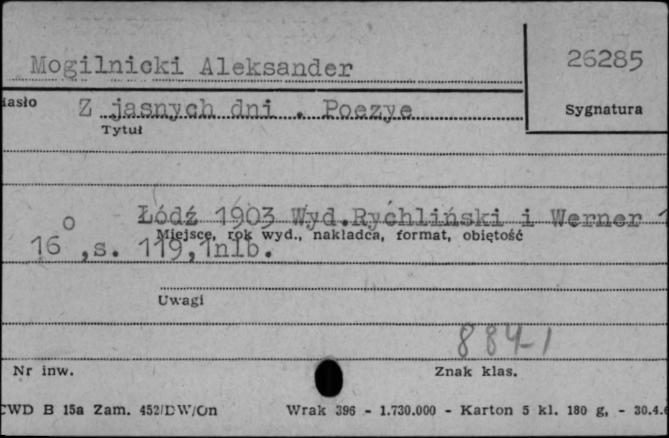 Mogilnicki Aleksander
26285
Z jasnych dni . Poezye
Sygnatura
Tytuł
Łódź 1903 Wyd.Rychliński i Werner
Miejsce, rok wyd., nakładca, format, objętość
16° ,s. 119,1nlb.
Uwagi
884-1
Nr inw.
Znak klas.
CWD B 15a Zam. 452/DW/On Wrak 396 - 1.730.000 - Karton 5 kl. 180 g, - 30.4.